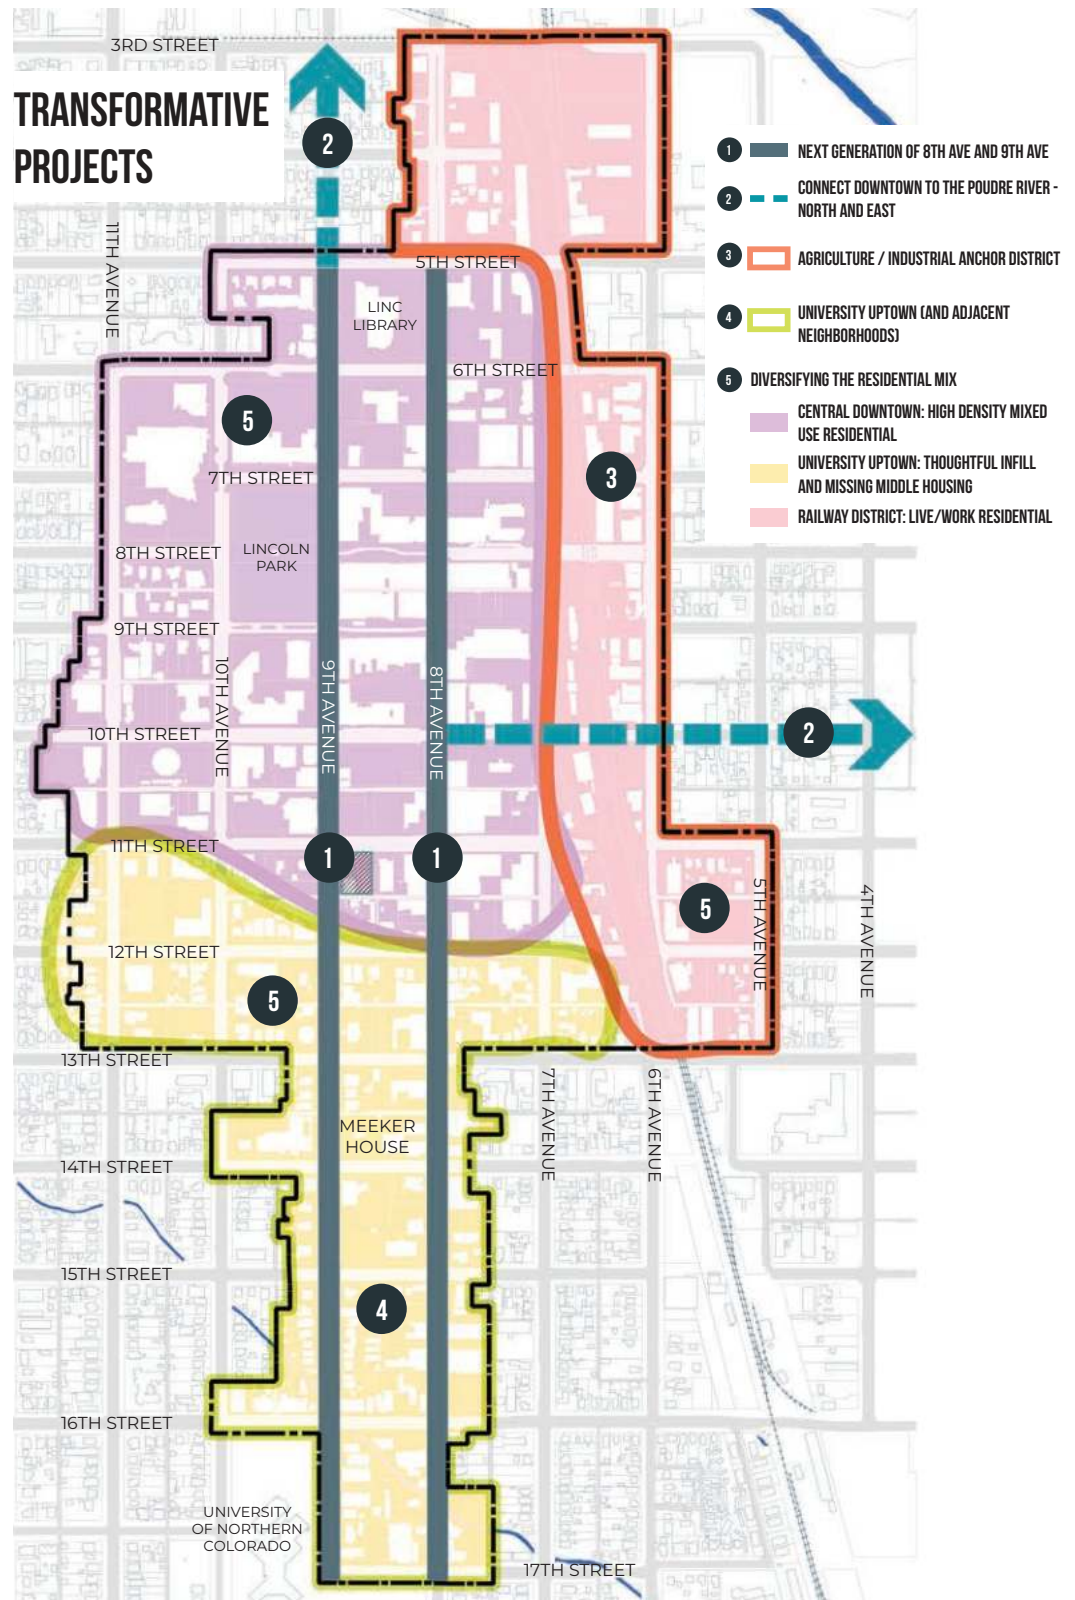 3RD STREET
TRANSFORMATIVE
PROJECTS
2
1
NEXT GENERATION OF 8TH AVE AND 9TH AVE
2
CONNECT DOWNTOWN TO THE POUDRE RIVER -
NORTH AND EAST
3
AGRICULTURE / INDUSTRIAL ANCHOR DISTRICT
4
UNIVERSITY UPTOWN (AND ADJACENT
NEIGHBORHOODS)
5
DIVERSIFYING THE RESIDENTIAL MIX
CENTRAL DOWNTOWN: HIGH DENSITY MIXED
USE RESIDENTIAL
UNIVERSITY UPTOWN: THOUGHTFUL INFILL
AND MISSING MIDDLE HOUSING
RAILWAY DISTRICT: LIVE/WORK RESIDENTIAL
11TH AVENUE
5TH STREET
LINC
LIBRARY
6TH STREET
5
7TH STREET
3
8TH STREET
LINCOLN
PARK
9TH STREET
10TH AVENUE
9TH AVENUE
8TH AVENUE
10TH STREET
2
11TH STREET
1
1
5
5TH AVENUE
4TH AVENUE
12TH STREET
5
13TH STREET
7TH AVENUE
6TH AVENUE
MEEKER
HOUSE
14TH STREET
15TH STREET
4
16TH STREET
UNIVERSITY
OF NORTHERN
COLORADO
17TH STREET